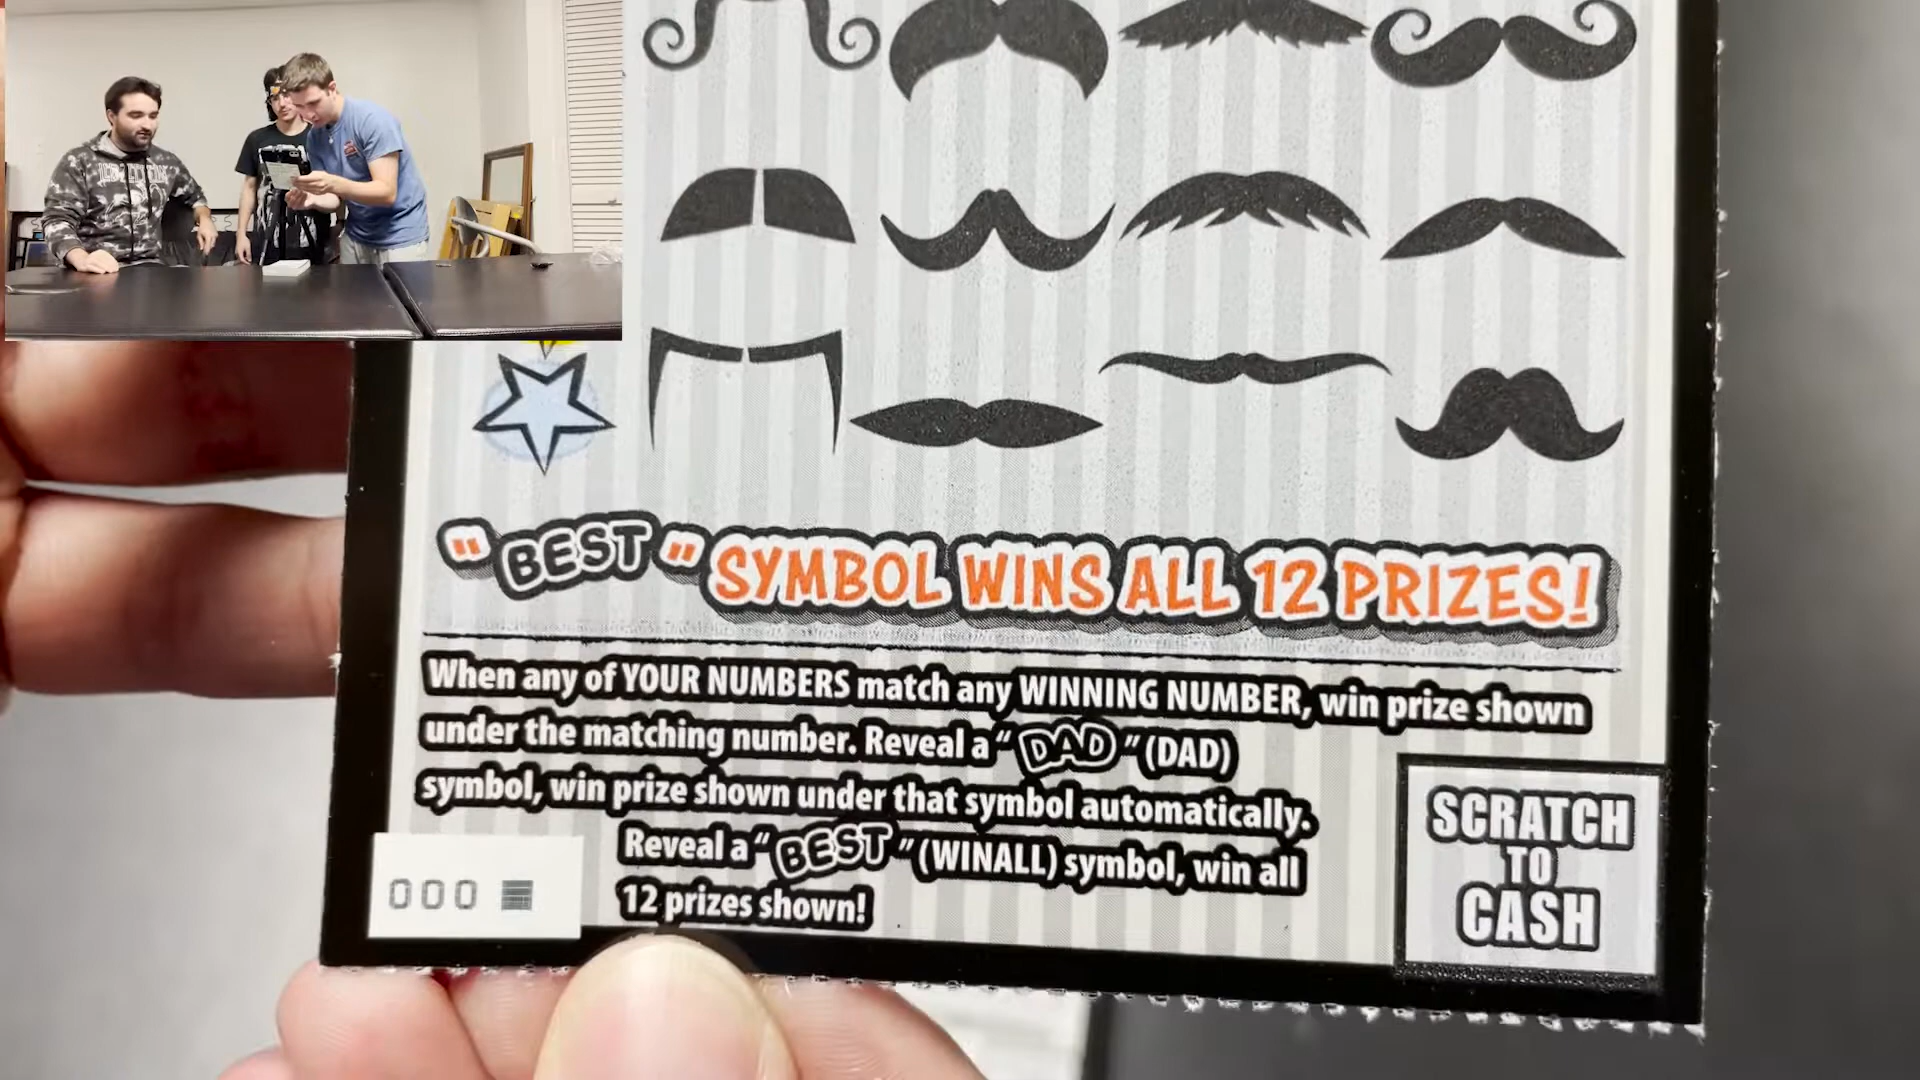 "BEST" SYMBOL WINS ALL 12 PRIZES!
When any of YOUR NUMBERS match any WINNING NUMBER, win prize shown
under the matching number. Reveal a "DAD" (DAD)
symbol, win prize shown under that symbol automatically.
Reveal a "BEST" (WINALL) symbol, win all
12 prizes shown!
000
SCRATCH
TO
CASH